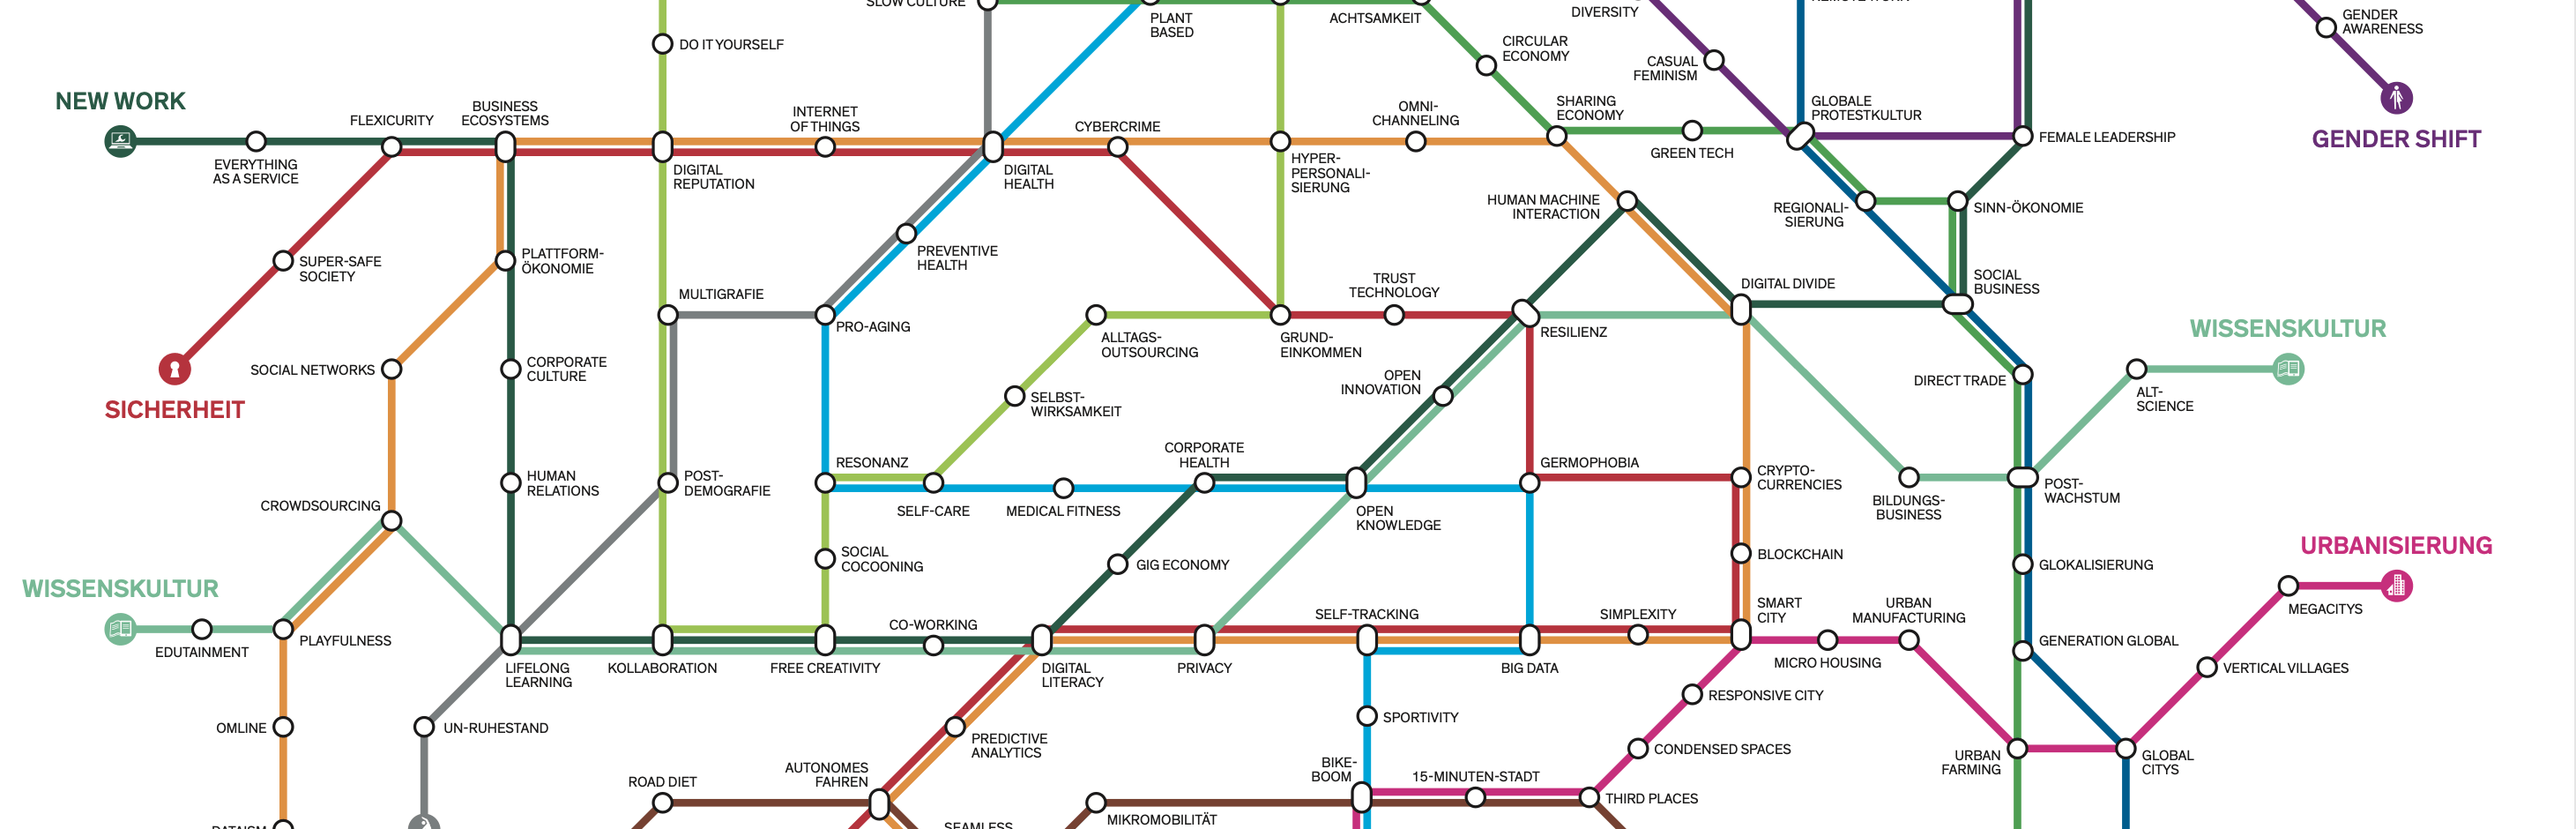 SLOW CULTURE
PLANT
BASED
ACHTSAMKEIT
DIVERSITY
REMOTE WORK
GENDER
AWARENESS
DO IT YOURSELF
CIRCULAR
ECONOMY
CASUAL
FEMINISM
NEW WORK
FLEXICURITY
BUSINESS
ECOSYSTEMS
INTERNET
OF THINGS
CYBERCRIME
OMNI-
CHANNELING
SHARING
ECONOMY
GLOBALE
PROTESTKULTUR
FEMALE LEADERSHIP
GENDER SHIFT
EVERYTHING
AS A SERVICE
DIGITAL
REPUTATION
DIGITAL
HEALTH
HYPER-
PERSONALI-
SIERUNG
GREEN TECH
HUMAN MACHINE
INTERACTION
REGIONALI-
SIERUNG
SINN-ÖKONOMIE
SUPER-SAFE
SOCIETY
PLATTFORM-
ÖKONOMIE
PREVENTIVE
HEALTH
MULTIGRAFIE
TRUST
TECHNOLOGY
DIGITAL DIVIDE
SOCIAL
BUSINESS
PRO-AGING
ALLTAGS-
OUTSOURCING
GRUND-
EINKOMMEN
RESILIENZ
WISSENSKULTUR
SOCIAL NETWORKS
CORPORATE
CULTURE
OPEN
INNOVATION
DIRECT TRADE
ALT-
SCIENCE
SICHERHEIT
SELBST-
WIRKSAMKEIT
HUMAN
RELATIONS
POST-
DEMOGRAFIE
RESONANZ
CORPORATE
HEALTH
GERMOPHOBIA
CRYPTO-
CURRENCIES
BILDUNGS-
BUSINESS
POST-
WACHSTUM
CROWDSOURCING
SELF-CARE
MEDICAL FITNESS
OPEN
KNOWLEDGE
SOCIAL
COCOONING
GIG ECONOMY
BLOCKCHAIN
GLOKALISIERUNG
URBANISIERUNG
WISSENSKULTUR
EDUTAINMENT
PLAYFULNESS
CO-WORKING
SELF-TRACKING
SIMPLEXITY
SMART
CITY
URBAN
MANUFACTURING
MEGACITYS
LIFELONG
LEARNING
KOLLABORATION
FREE CREATIVITY
DIGITAL
LITERACY
PRIVACY
BIG DATA
MICRO HOUSING
GENERATION GLOBAL
VERTICAL VILLAGES
OMLINE
UN-RUHESTAND
PREDICTIVE
ANALYTICS
SPORTIVITY
RESPONSIVE CITY
CONDENSED SPACES
URBAN
FARMING
GLOBAL
CITYS
ROAD DIET
AUTONOMES
FAHREN
BIKE-
BOOM
15-MINUTEN-STADT
THIRD PLACES
DATAISM
SEAMLESS
MIKROMOBILITÄT